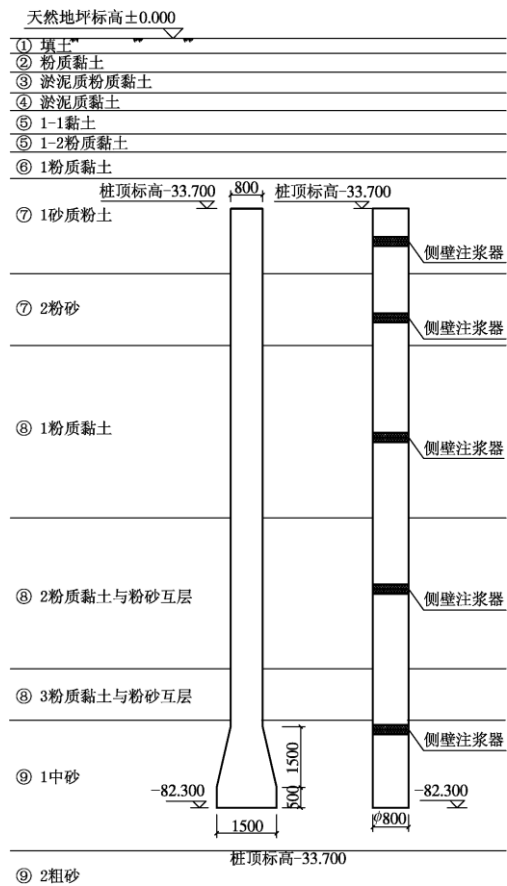 天然地坪标高±0.000
① 填土
② 粉质黏土
③ 淤泥质粉质黏土
④ 淤泥质黏土
⑤ 1-1黏土
⑤ 1-2粉质黏土
⑥ 1粉质黏土
桩顶标高-33.700
800
桩顶标高-33.700
⑦ 1砂质粉土
侧壁注浆器
⑦ 2粉砂
侧壁注浆器
⑧ 1粉质黏土
侧壁注浆器
⑧ 2粉质黏土与粉砂互层
侧壁注浆器
⑧ 3粉质黏土与粉砂互层
侧壁注浆器
1500
⑨ 1中砂
-82.300
500
-82.300
1500
ϕ800
桩顶标高-33.700
⑨ 2粗砂